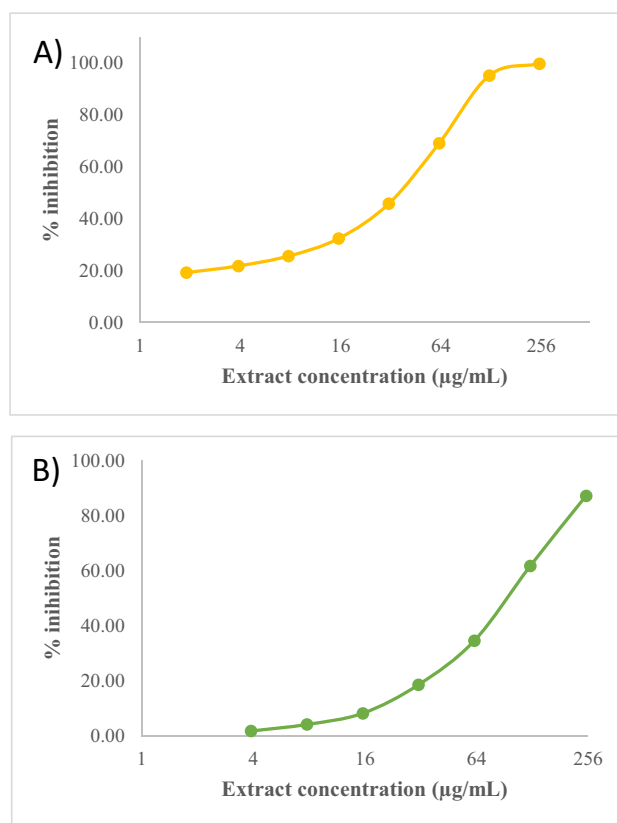 A)
100.00
80.00
60.00
40.00
20.00
0.00
% inihibition
1 4 16 64 256
Extract concentration (µg/mL)
B)
100.00
80.00
60.00
40.00
20.00
0.00
% inihibition
1 4 16 64 256
Extract concentration (µg/mL)